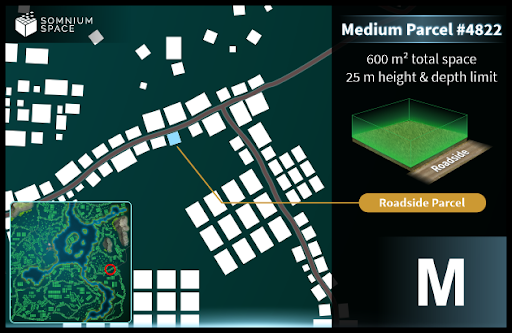 SOMNIUM
SPACE
Medium Parcel #4822
600 m² total space
25 m height & depth limit
Roadside
Roadside Parcel
M